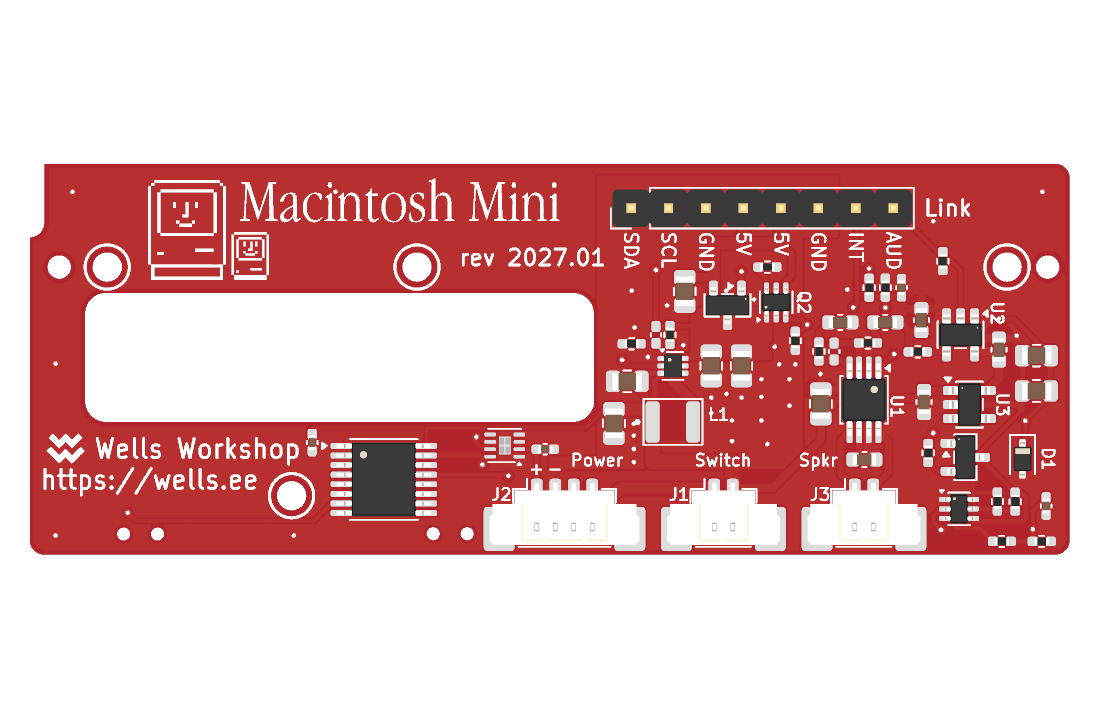 Macintosh Mini
rev 2027.01
Link
SDA
SCL
GND
5V
5V
GND
INT
AUD
Q2
U2
U1
U3
L1
D1
Wells Workshop
https://wells.ee
+ -
Power
Switch
Spkr
J2
J1
J3